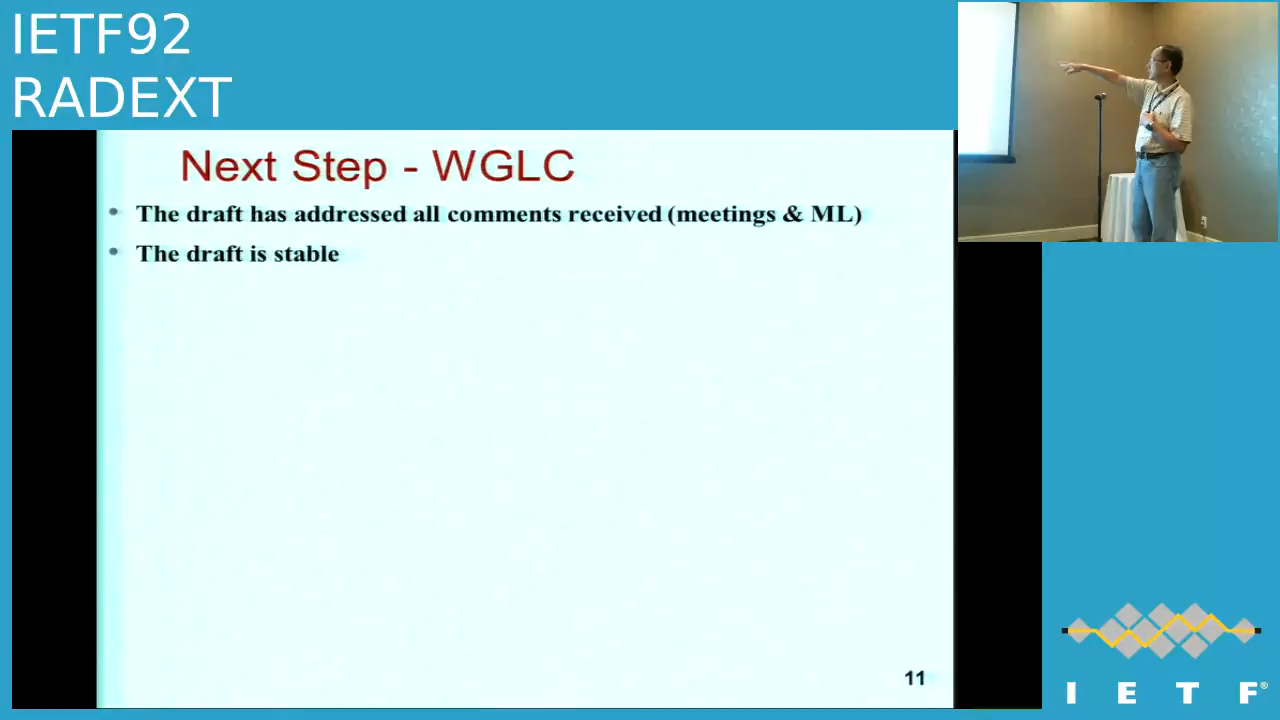 IETF92
RADEXT
Next Step - WGLC
• The draft has addressed all comments received (meetings & ML)
• The draft is stable
11
I E T F®